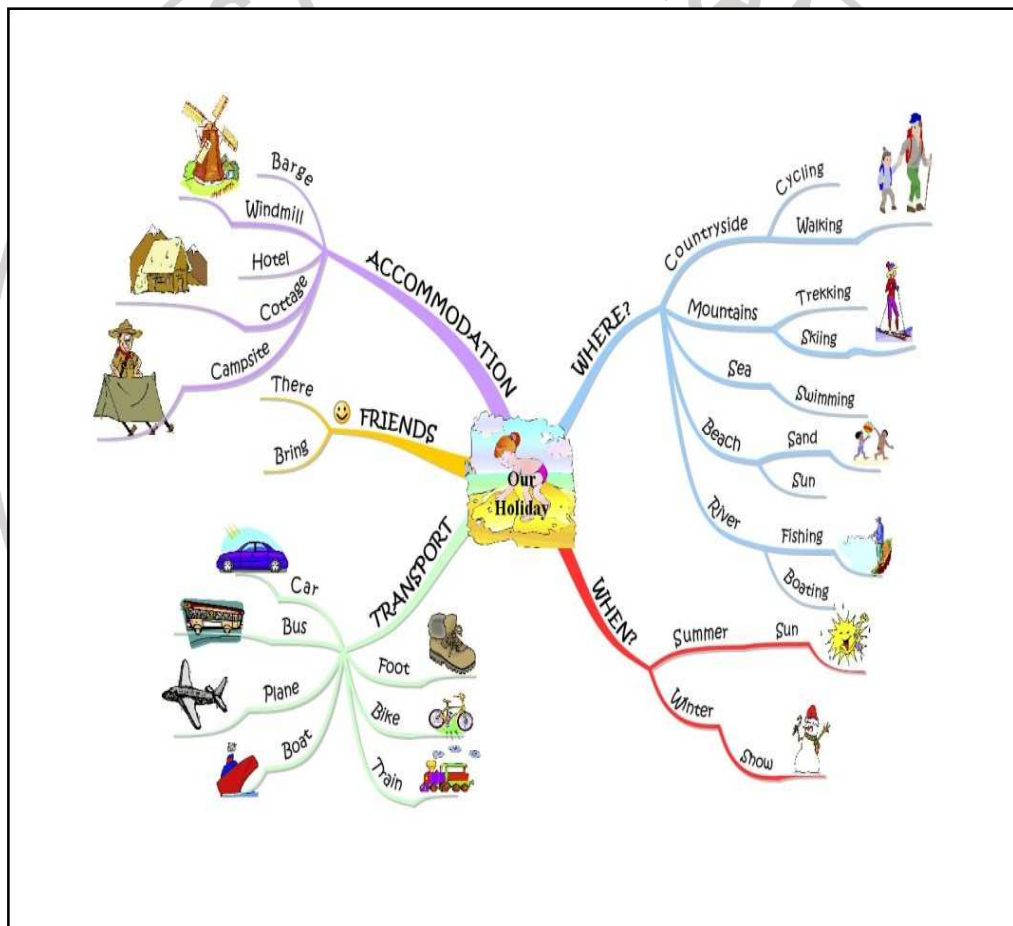 Our
Holiday
ACCOMMODATION
Barge
Windmill
Hotel
Cottage
Campsite
FRIENDS
There
Bring
TRANSPORT
Car
Bus
Plane
Boat
Foot
Bike
Train
WHERE?
Countryside
Cycling
Walking
Mountains
Trekking
Skiing
Sea
Swimming
Beach
Sand
Sun
River
Fishing
Boating
WHEN?
Summer
Sun
Winter
Snow